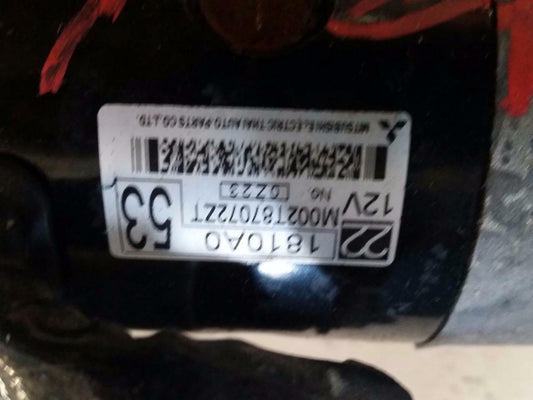 22 1810A0 53
12V M002T87072ZT
No 0Z23
MITSUBISHI ELECTRIC THAI AUTO PARTS CO.,LTD.